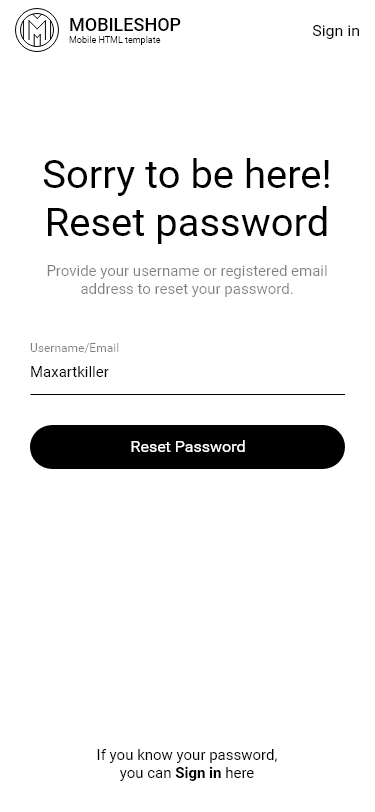 MOBILESHOP
Mobile HTML template
Sign in
Sorry to be here!
Reset password
Provide your username or registered email
address to reset your password.
Username/Email
Maxartkiller
Reset Password
If you know your password,
you can Sign in here